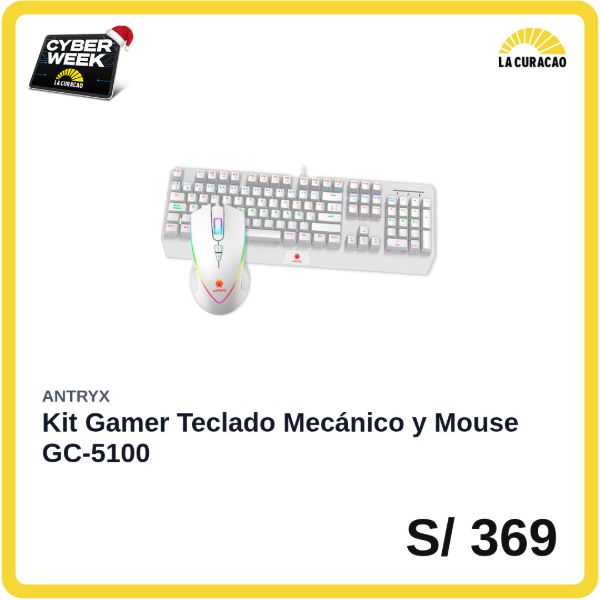 CYBER
WEEK
LA CURACAO
LA CURACAO
ANTRYX
Kit Gamer Teclado Mecánico y Mouse
GC-5100
S/ 369